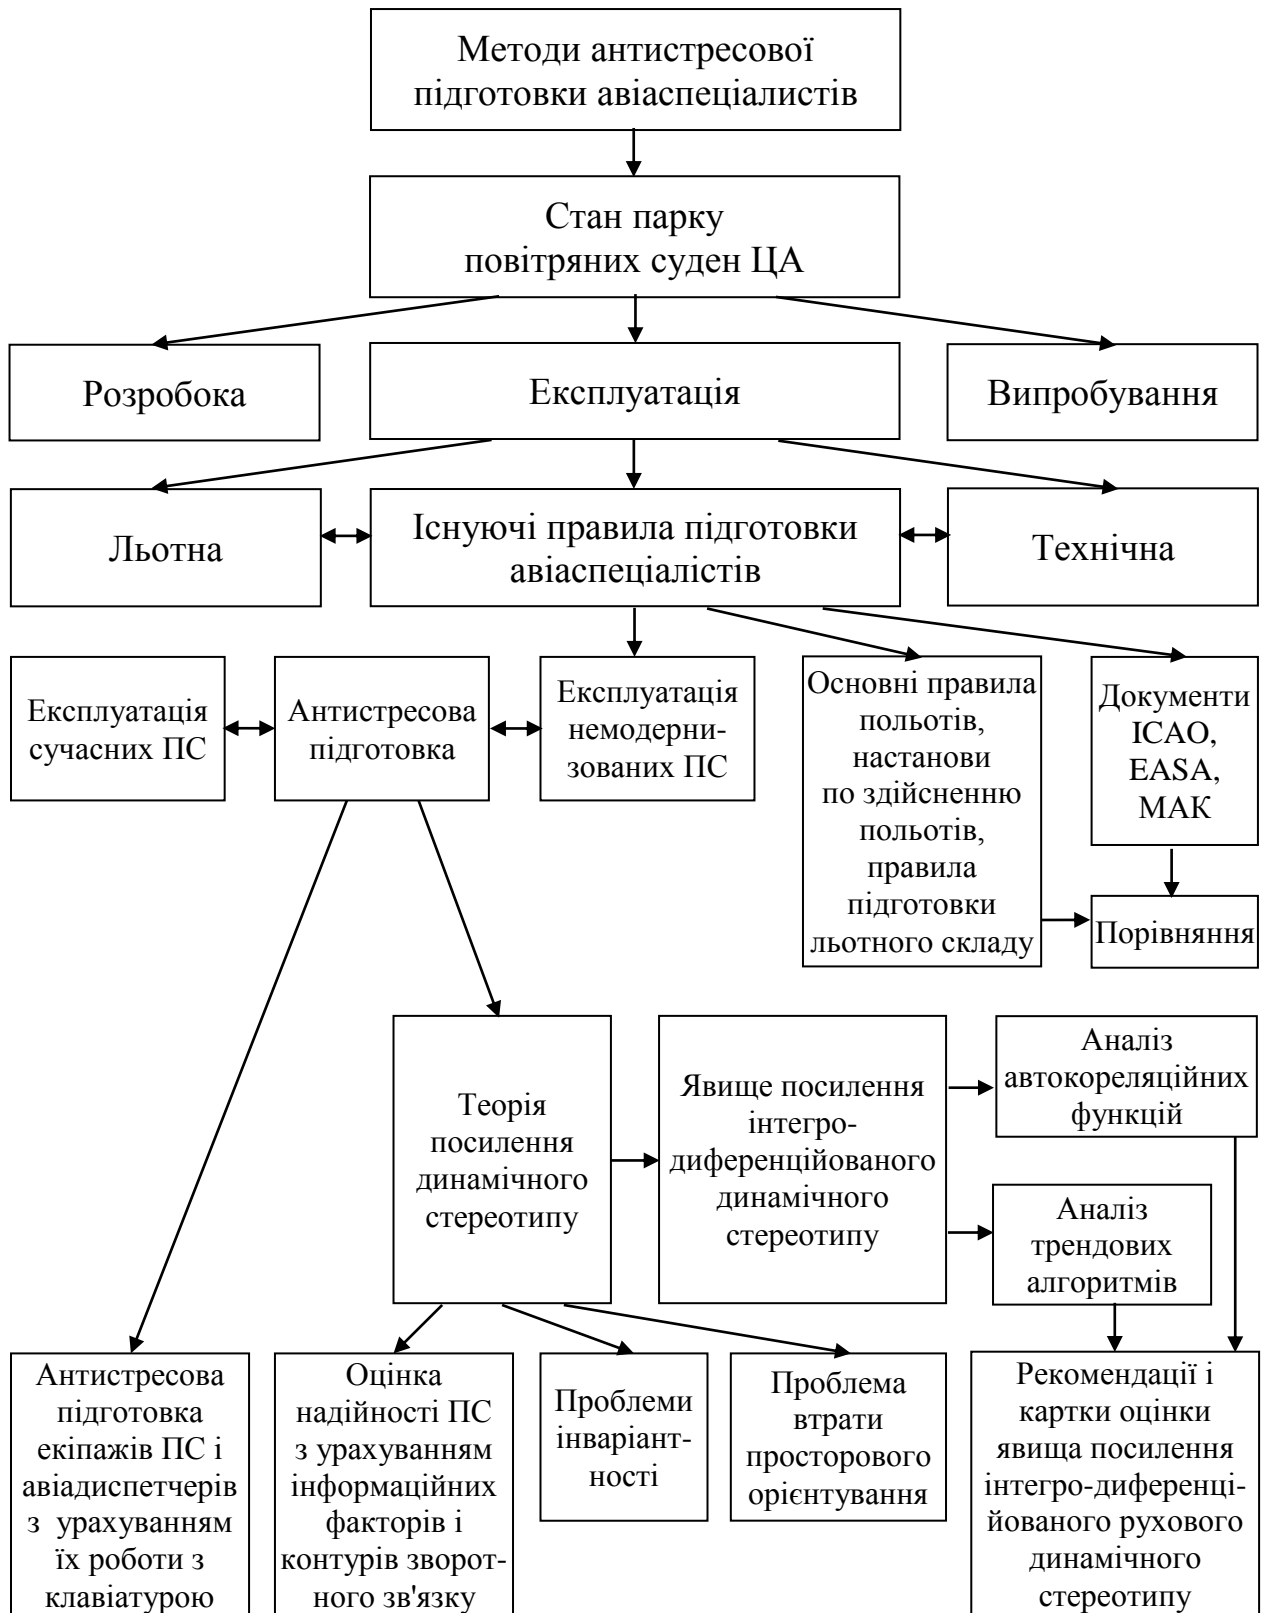 Методи антистресової
підготовки авіаспеціалистів
Стан парку
повітряних суден ЦА
Розробока
Експлуатація
Випробування
Льотна
Існуючі правила підготовки
авіаспеціалістів
Технічна
Експлуатація
сучасних ПС
Антистресова
підготовка
Експлуатація
немодерни-
зованих ПС
Основні правила
польотів,
настанови
по здійсненню
польотів,
правила
підготовки
льотного складу
Документи
ICAO,
EASA,
МАК
Порівняння
Теорія
посилення
динамічного
стереотипу
Явище посилення
інтегро-
диференційованого
динамічного
стереотипу
Аналіз
автокореляційних
функцій
Аналіз
трендових
алгоритмів
Антистресова
підготовка
екіпажів ПС і
авіадиспетчерів
з урахуванням
їх роботи з
клавіатурою
Оцінка
надійності ПС
з урахуванням
інформаційних
факторів і
контурів зворот-
ного зв'язку
Проблеми
інваріант-
ності
Проблема
втрати
просторового
орієнтування
Рекомендації і
картки оцінки
явища посилення
інтегро-диференці-
йованого рухового
динамічного
стереотипу